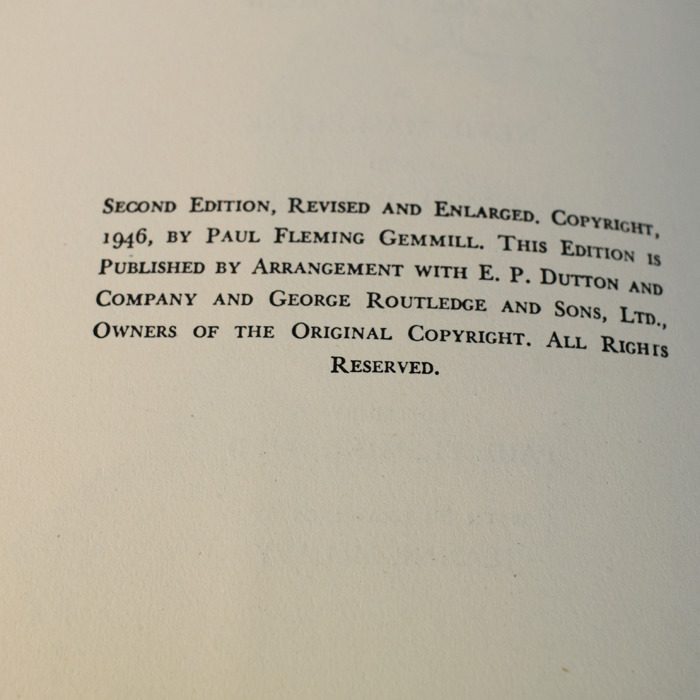 Second Edition, Revised and Enlarged. Copyright,
1946, by Paul Fleming Gemmill. This Edition is
Published by Arrangement with E. P. Dutton and
Company and George Routledge and Sons, Ltd.,
Owners of the Original Copyright. All Rights
Reserved.